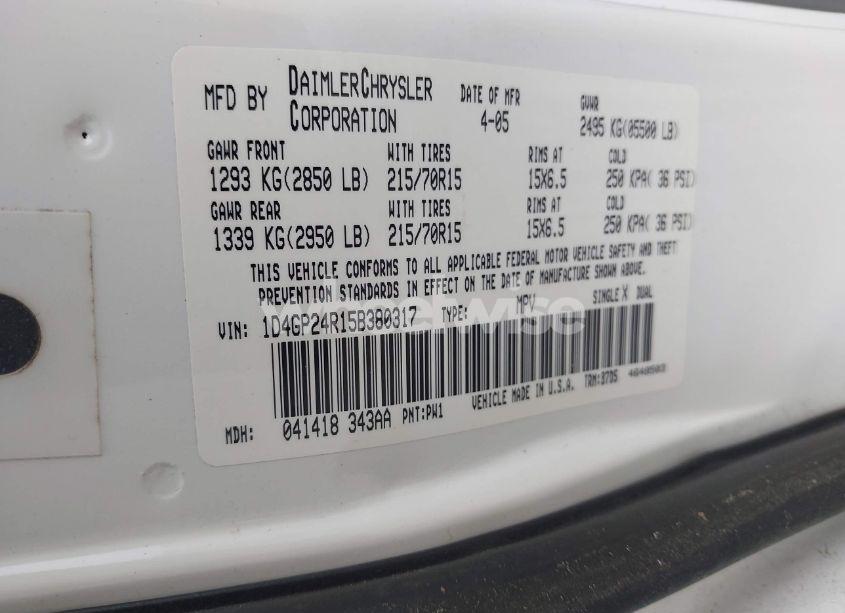 MFD BY DAIMLERCHRYSLER CORPORATION DATE OF MFR 4-05 GVWR 2495 KG(05500 LB)
GAWR FRONT WITH TIRES RIMS AT COLD
1293 KG(2850 LB) 215/70R15 15X6.5 250 KPA( 36 PSI)
GAWR REAR WITH TIRES RIMS AT COLD
1339 KG(2950 LB) 215/70R15 15X6.5 250 KPA( 36 PSI)
THIS VEHICLE CONFORMS TO ALL APPLICABLE FEDERAL MOTOR VEHICLE SAFETY AND THEFT
PREVENTION STANDARDS IN EFFECT ON THE DATE OF MANUFACTURE SHOWN ABOVE.
VIN: 1D4GP24R15B380317 TYPE: MPV SINGLE X DUAL
MDH: 041418 343AA PNT:PW1 VEHICLE MADE IN U.S.A. TRM: